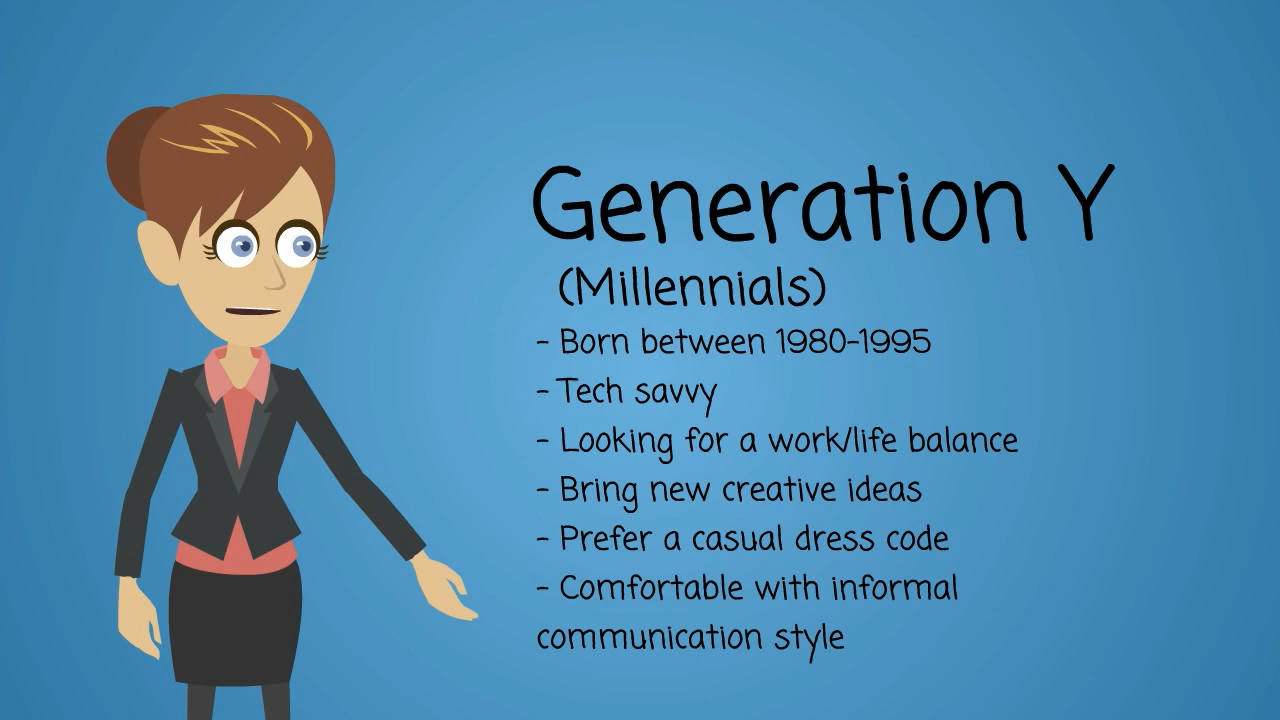 Generation Y
(Millennials)
- Born between 1980-1995
- Tech savvy
- Looking for a work/life balance
- Bring new creative ideas
- Prefer a casual dress code
- Comfortable with informal
communication style